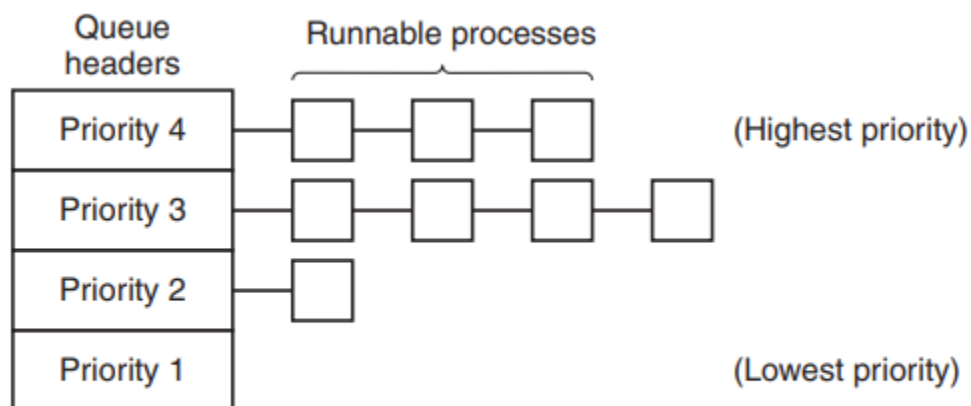 Queue
headers
Runnable processes
Priority 4
(Highest priority)
Priority 3
Priority 2
Priority 1
(Lowest priority)